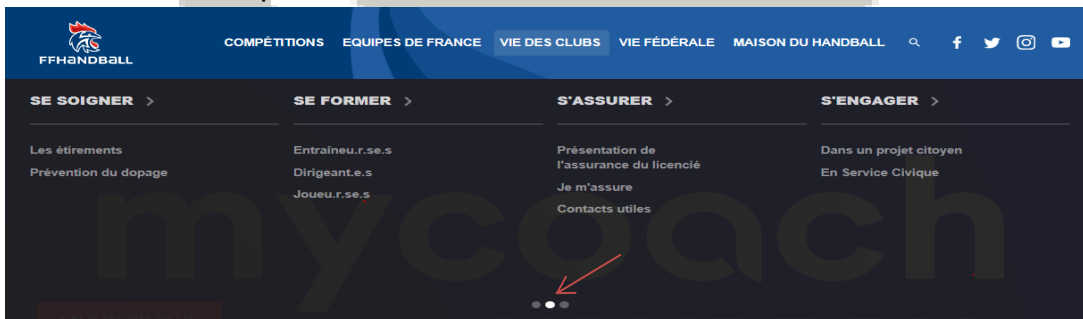 FFHANDBALL
COMPÉTITIONS EQUIPES DE FRANCE VIE DES CLUBS VIE FÉDÉRALE MAISON DU HANDBALL
SE SOIGNER >
Les étirements
Prévention du dopage
SE FORMER >
Entraîneu.r.se.s
Dirigeant.e.s
Joueu.r.se.s
S'ASSURER >
Présentation de
l'assurance du licencié
Je m'assure
Contacts utiles
S'ENGAGER >
Dans un projet citoyen
En Service Civique
mycoach